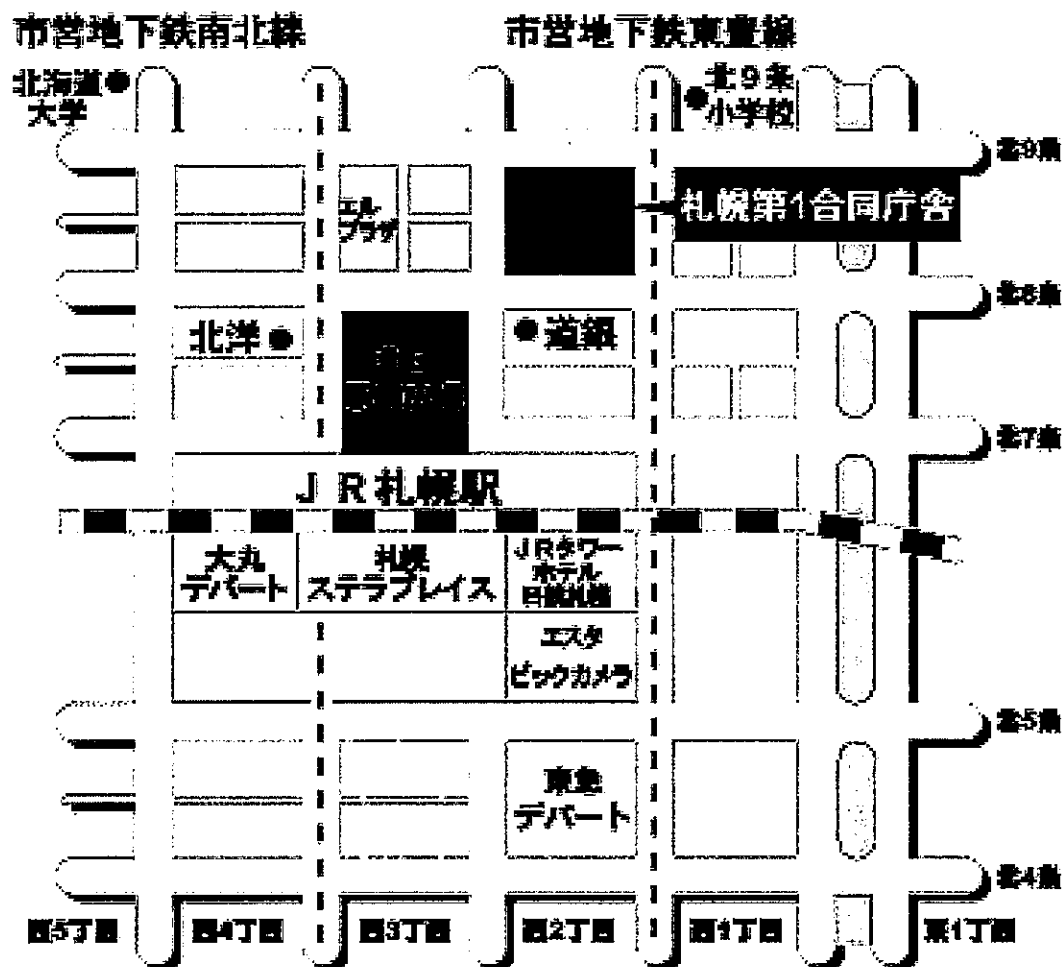 市営地下鉄南北線
市営地下鉄東豊線
北海道
大学
北9条
小学校
北9条
エル
プラザ
札幌第1合同庁舎
北8条
北洋
道銀
北7条
JR札幌駅
大丸
デパート
札幌
ステラプレイス
JRタワー
ホテル
日航札幌
エスタ
ビックカメラ
北5条
東急
デパート
北4条
西5丁目
西4丁目
西3丁目
西2丁目
西1丁目
東1丁目